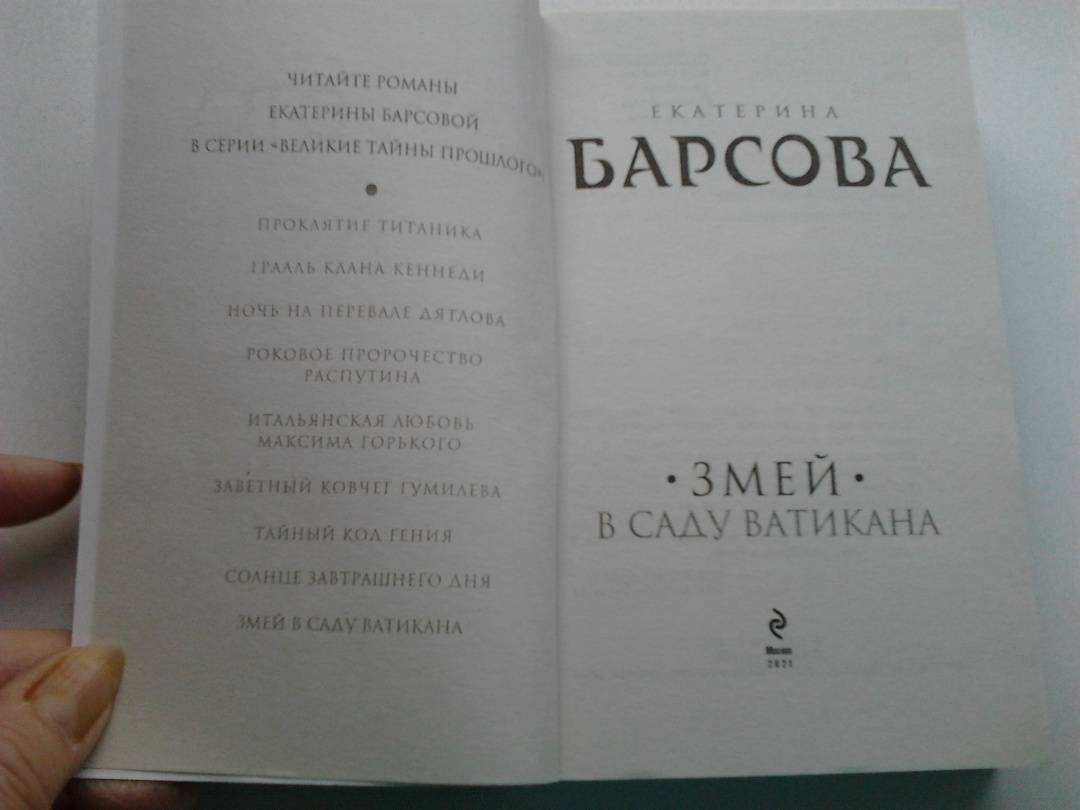 ЧИТАЙТЕ РОМАНЫ
ЕКАТЕРИНЫ БАРСОВОЙ
В СЕРИИ «ВЕЛИКИЕ ТАЙНЫ ПРОШЛОГО»
ПРОКЛЯТИЕ ТИТАНИКА
ГРААЛЬ КЛАНА КЕННЕДИ
НОЧЬ НА ПЕРЕВАЛЕ ДЯТЛОВА
РОКОВОЕ ПРОРОЧЕСТВО
РАСПУТИНА
ИТАЛЬЯНСКАЯ ЛЮБОВЬ
МАКСИМА ГОРЬКОГО
ЗАВЕТНЫЙ КОВЧЕГ ГУМИЛЕВА
ТАЙНЫЙ КОД ГЕНИЯ
СОЛНЦЕ ЗАВТРАШНЕГО ДНЯ
ЗМЕЙ В САДУ ВАТИКАНА
ЕКАТЕРИНА
БАРСОВА
• ЗМЕЙ •
В САДУ ВАТИКАНА
Москва
2021